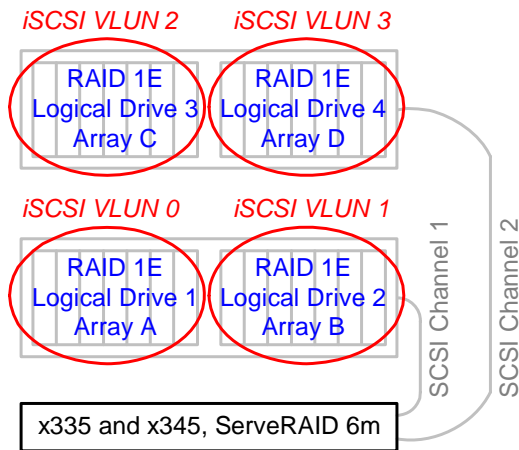 iSCSI VLUN 2
iSCSI VLUN 3
RAID 1E
Logical Drive 3
Array C
RAID 1E
Logical Drive 4
Array D
iSCSI VLUN 0
iSCSI VLUN 1
RAID 1E
Logical Drive 1
Array A
RAID 1E
Logical Drive 2
Array B
SCSI Channel 1
SCSI Channel 2
x335 and x345, ServeRAID 6m